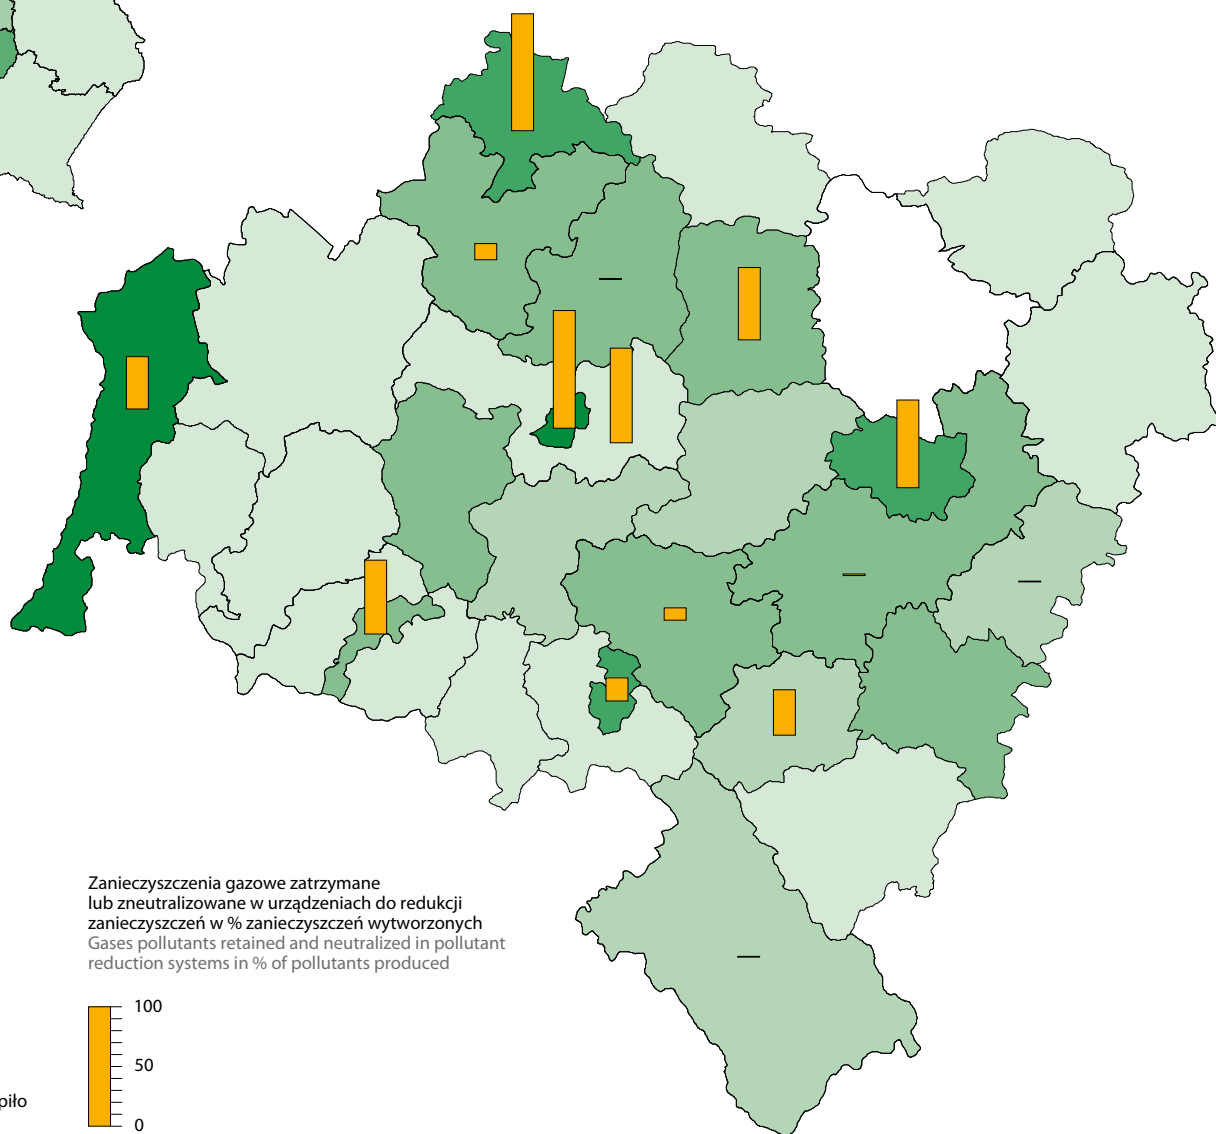 Zanieczyszczenia gazowe zatrzymane
lub zneutralizowane w urządzeniach do redukcji
zanieczyszczeń w % zanieczyszczeń wytworzonych
Gases pollutants retained and neutralized in pollutant
reduction systems in % of pollutants produced
100
50
0
piło